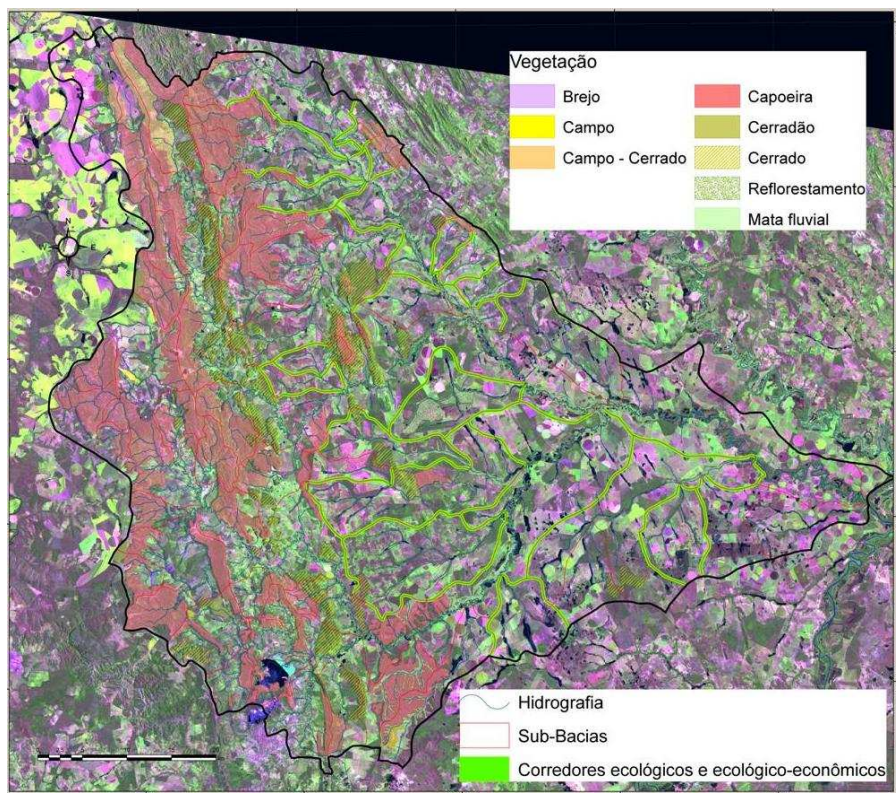 Vegetação
Brejo
Campo
Campo - Cerrado
Capoeira
Cerradão
Cerrado
Reflorestamento
Mata fluvial
Hidrografia
Sub-Bacias
Corredores ecológicos e ecológico-econômicos